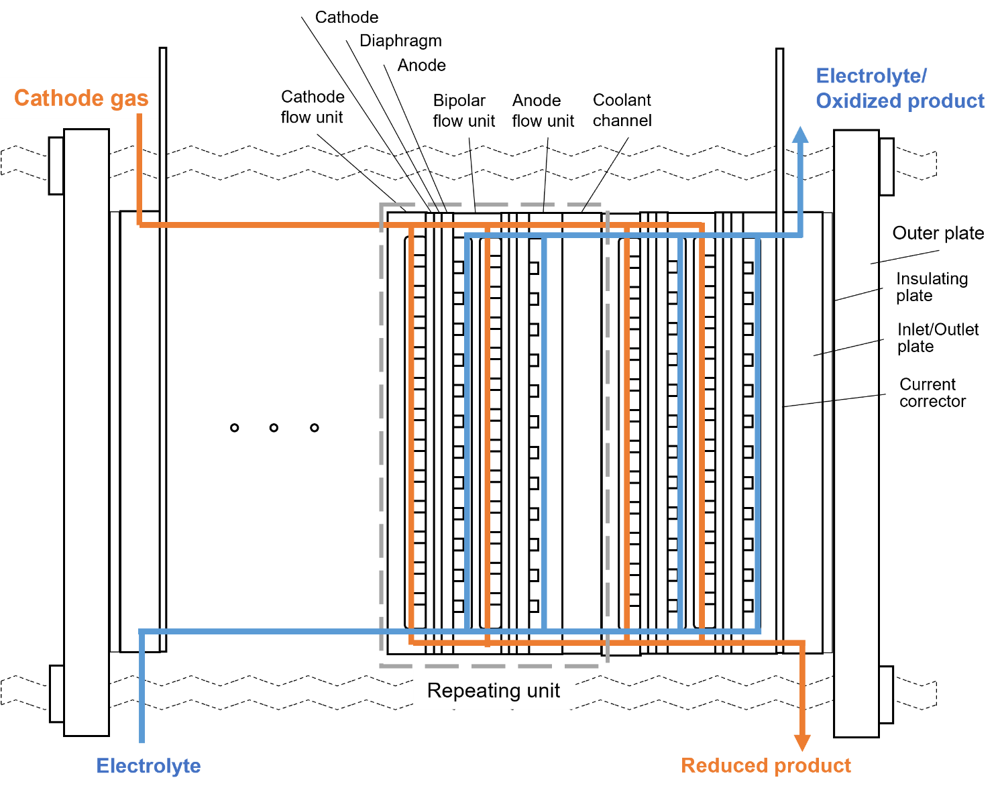 Cathode
Diaphragm
Anode
Cathode gas
Cathode
flow unit
Bipolar
flow unit
Anode
flow unit
Coolant
channel
Electrolyte/
Oxidized product
Outer plate
Insulating
plate
Inlet/Outlet
plate
Current
corrector
Repeating unit
Electrolyte
Reduced product